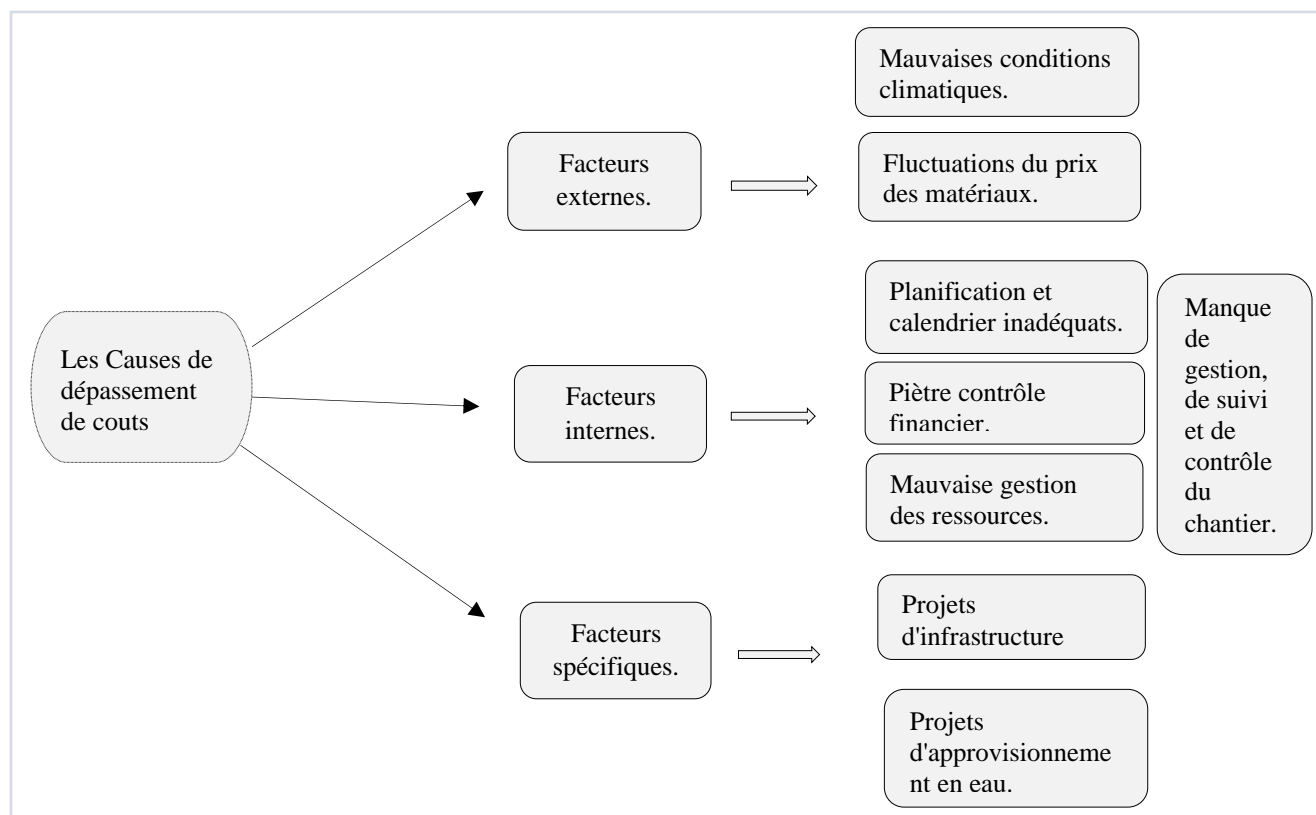 Mauvaises conditions
climatiques.
Facteurs
externes.
Fluctuations du prix
des matériaux.
Les Causes de
dépassement
de couts
Facteurs
internes.
Planification et
calendrier inadéquats.
Piètre contrôle
financier.
Mauvaise gestion
des ressources.
Manque
de
gestion,
de suivi
et de
contrôle
du
chantier.
Facteurs
spécifiques.
Projets
d'infrastructure
Projets
d'approvisionneme
nt en eau.